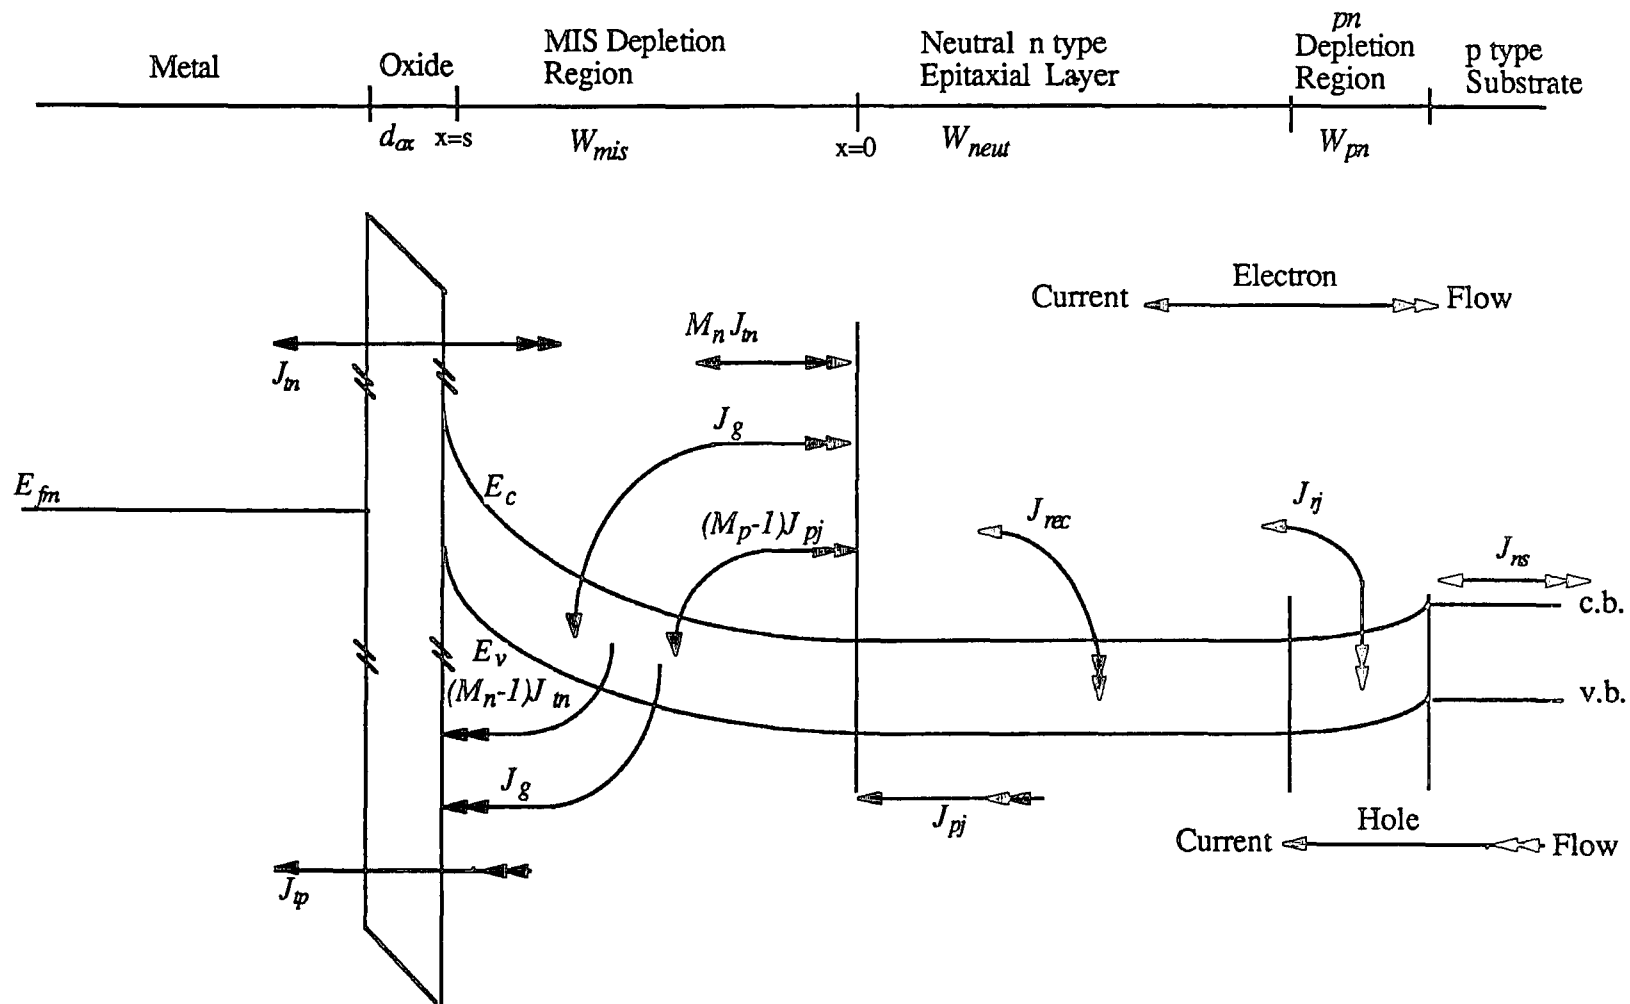 Metal
Oxide
MIS Depletion
Region
Neutral n type
Epitaxial Layer
pn
Depletion
Region
p type
Substrate
d_ox x=s
W_mis
x=0
W_neut
W_pn
Electron
Current
Flow
M_n J_tn
J_tn
J_g
E_fm
E_c
(M_p-1)J_pj
J_rec
J_rj
J_ns
c.b.
E_v
(M_n-1)J_tn
v.b.
J_g
J_pj
Hole
Current
Flow
J_tp